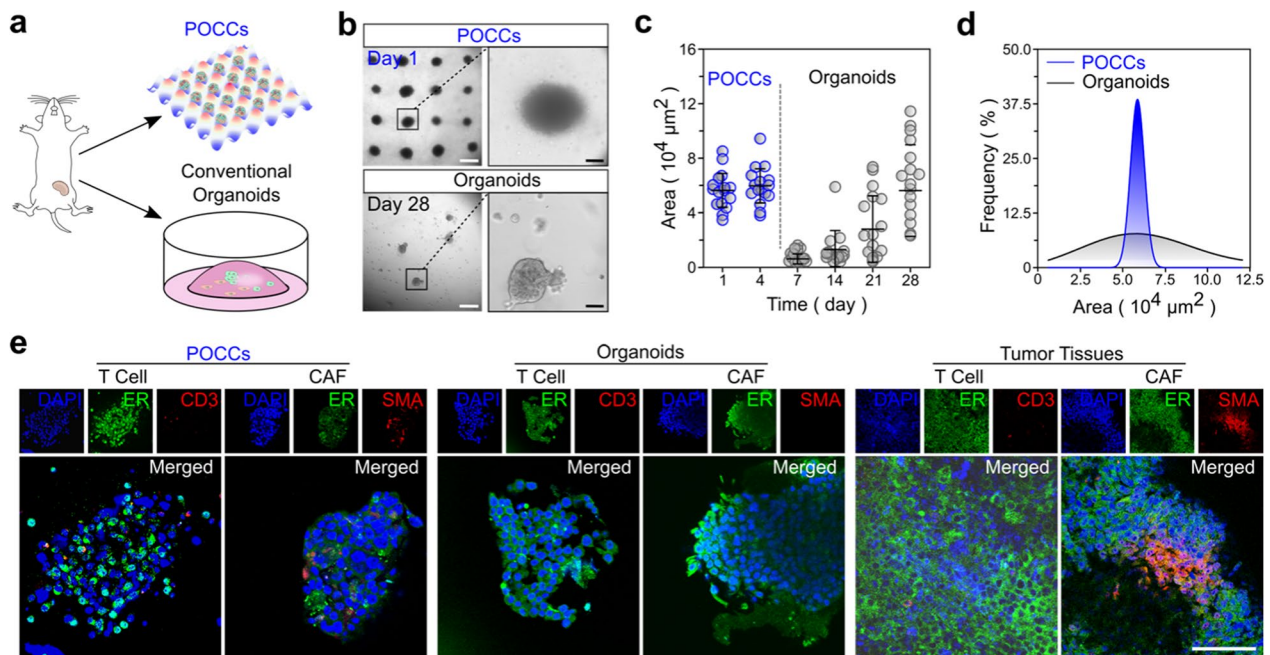 a
POCCs
Conventional
Organoids
b
POCCs
Day 1
Organoids
Day 28
c
Area ( 10⁴ μm² )
16
12
8
4
0
POCCs
Organoids
1 4 7 14 21 28
Time ( day )
d
Frequency ( % )
50.0
37.5
25.0
12.5
0
POCCs
Organoids
0 2.5 5.0 7.5 10.0 12.5
Area ( 10⁴ μm² )
e
POCCs
T Cell CAF
DAPI ER CD3 DAPI ER SMA
Merged Merged
Organoids
T Cell CAF
DAPI ER CD3 DAPI ER SMA
Merged Merged
Tumor Tissues
T Cell CAF
DAPI ER CD3 DAPI ER SMA
Merged Merged